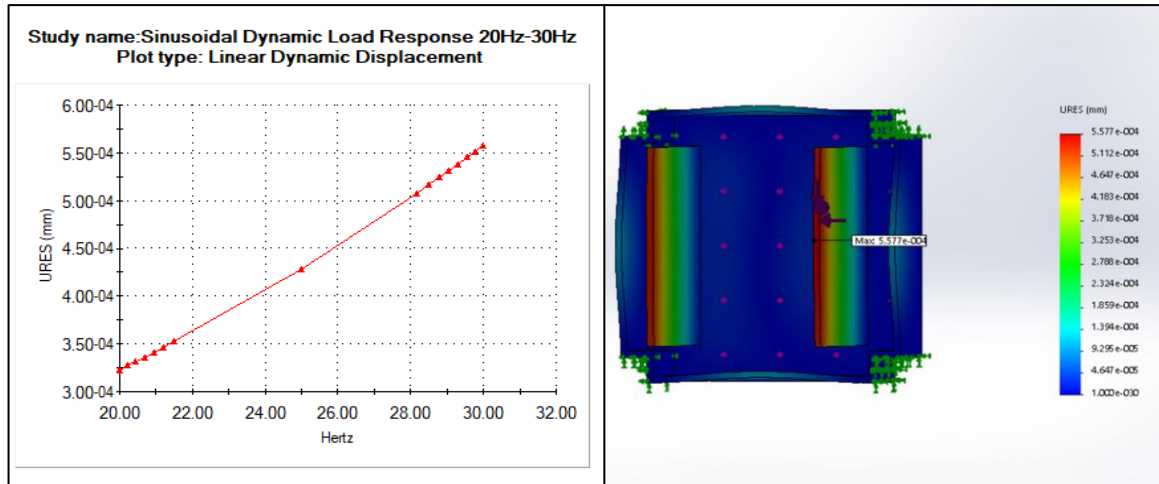 Study name:Sinusoidal Dynamic Load Response 20Hz-30Hz
Plot type: Linear Dynamic Displacement
6.00-04
5.50-04
5.00-04
4.50-04
4.00-04
3.50-04
3.00-04
URES (mm)
20.00 22.00 24.00 26.00 28.00 30.00 32.00
Hertz
URES (mm)
5.577e-004
5.112e-004
4.647e-004
4.183e-004
3.718e-004
3.253e-004
2.788e-004
2.324e-004
1.859e-004
1.394e-004
9.295e-005
4.647e-005
1.000e-030
Max: 5.577e-004